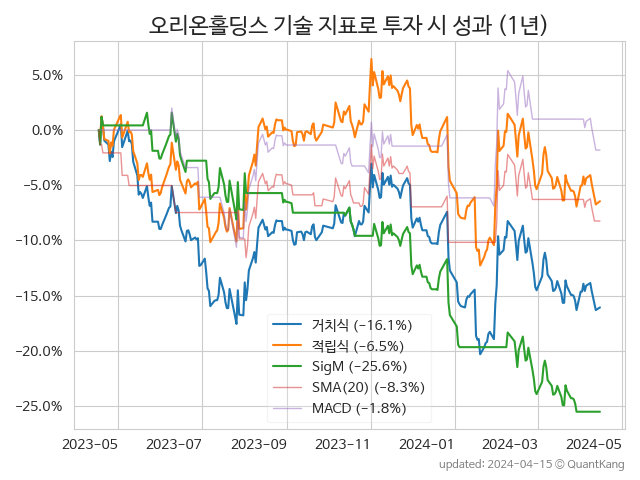 오리온홀딩스 기술 지표로 투자 시 성과 (1년)
5.0%
0.0%
−5.0%
−10.0%
−15.0%
−20.0%
−25.0%
거치식 (−16.1%)
적립식 (−6.5%)
SigM (−25.6%)
SMA(20) (−8.3%)
MACD (−1.8%)
2023-05 2023-07 2023-09 2023-11 2024-01 2024-03 2024-05
updated: 2024-04-15 © QuantKang